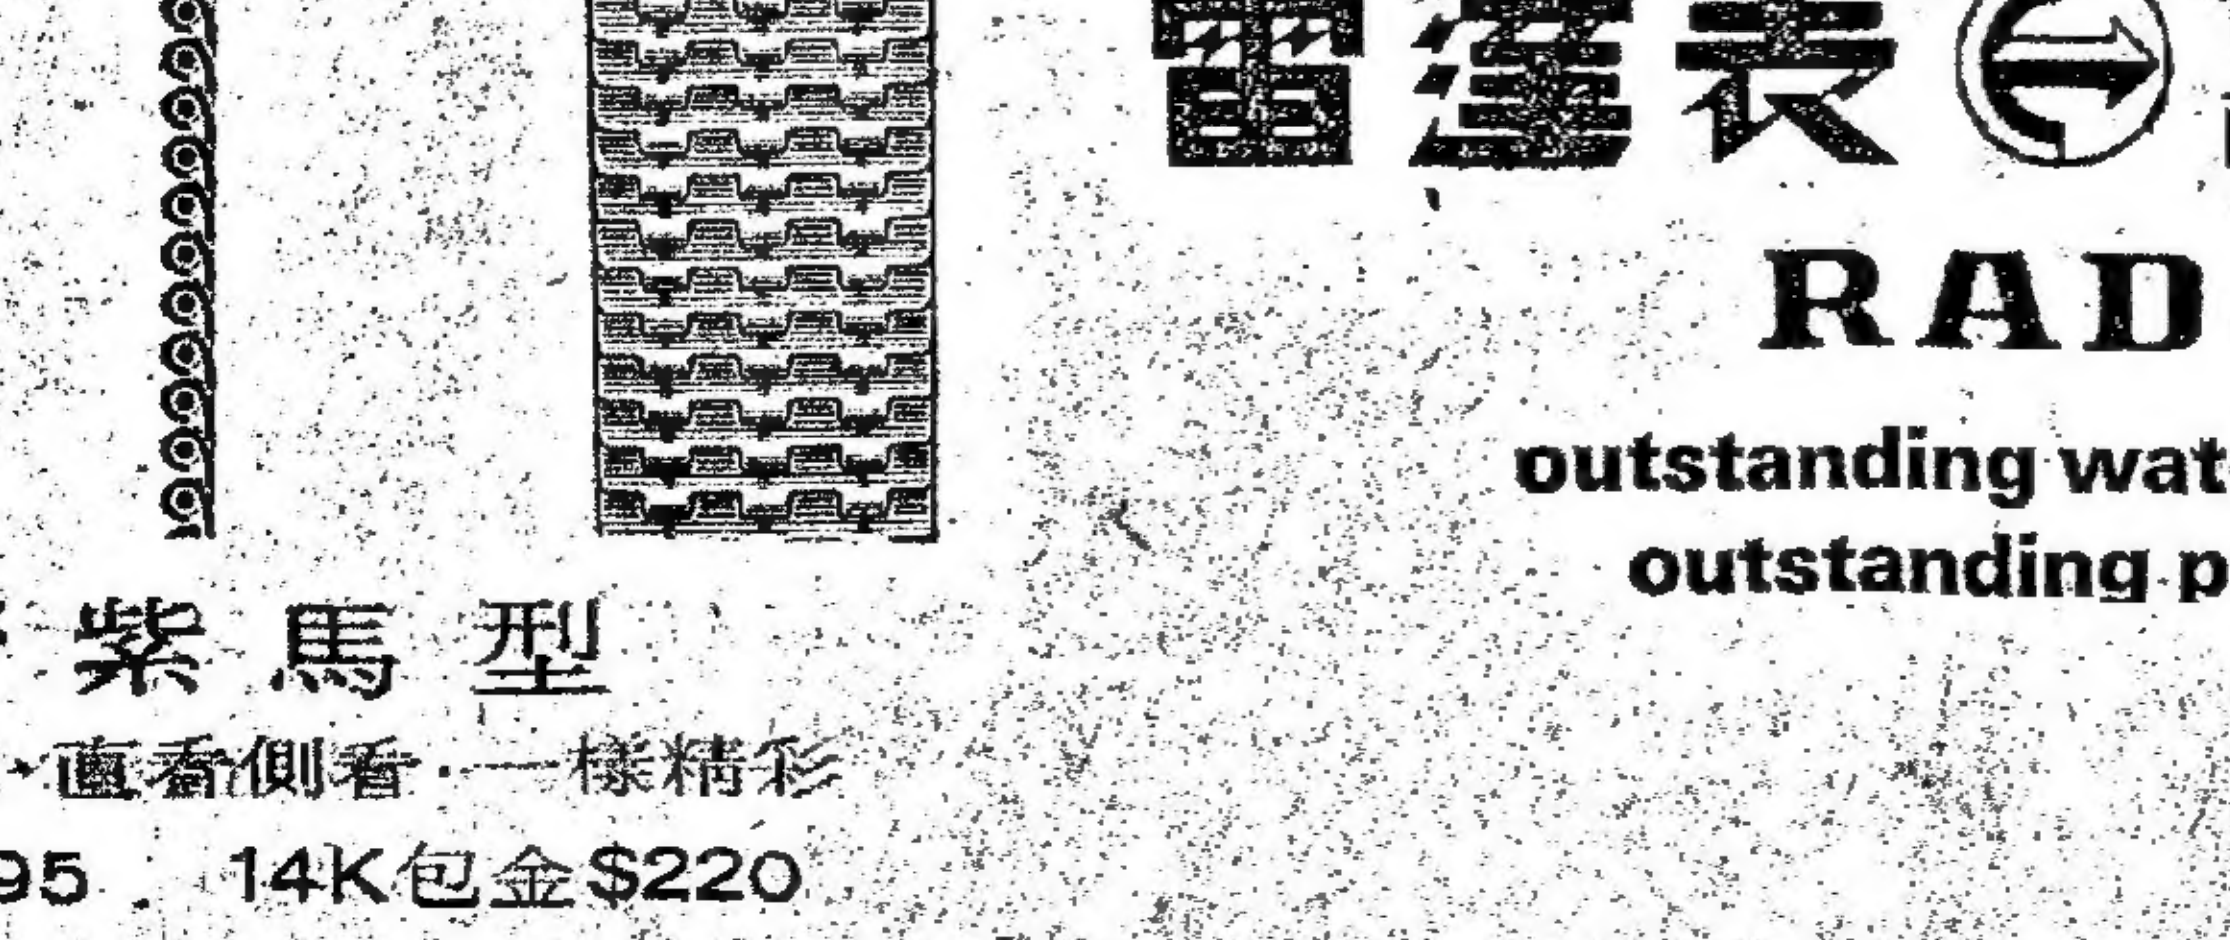 雷達表
RAD
outstanding wat
outstanding p
紫馬型
·直看側看·一樣精彩
95 14K包金$220